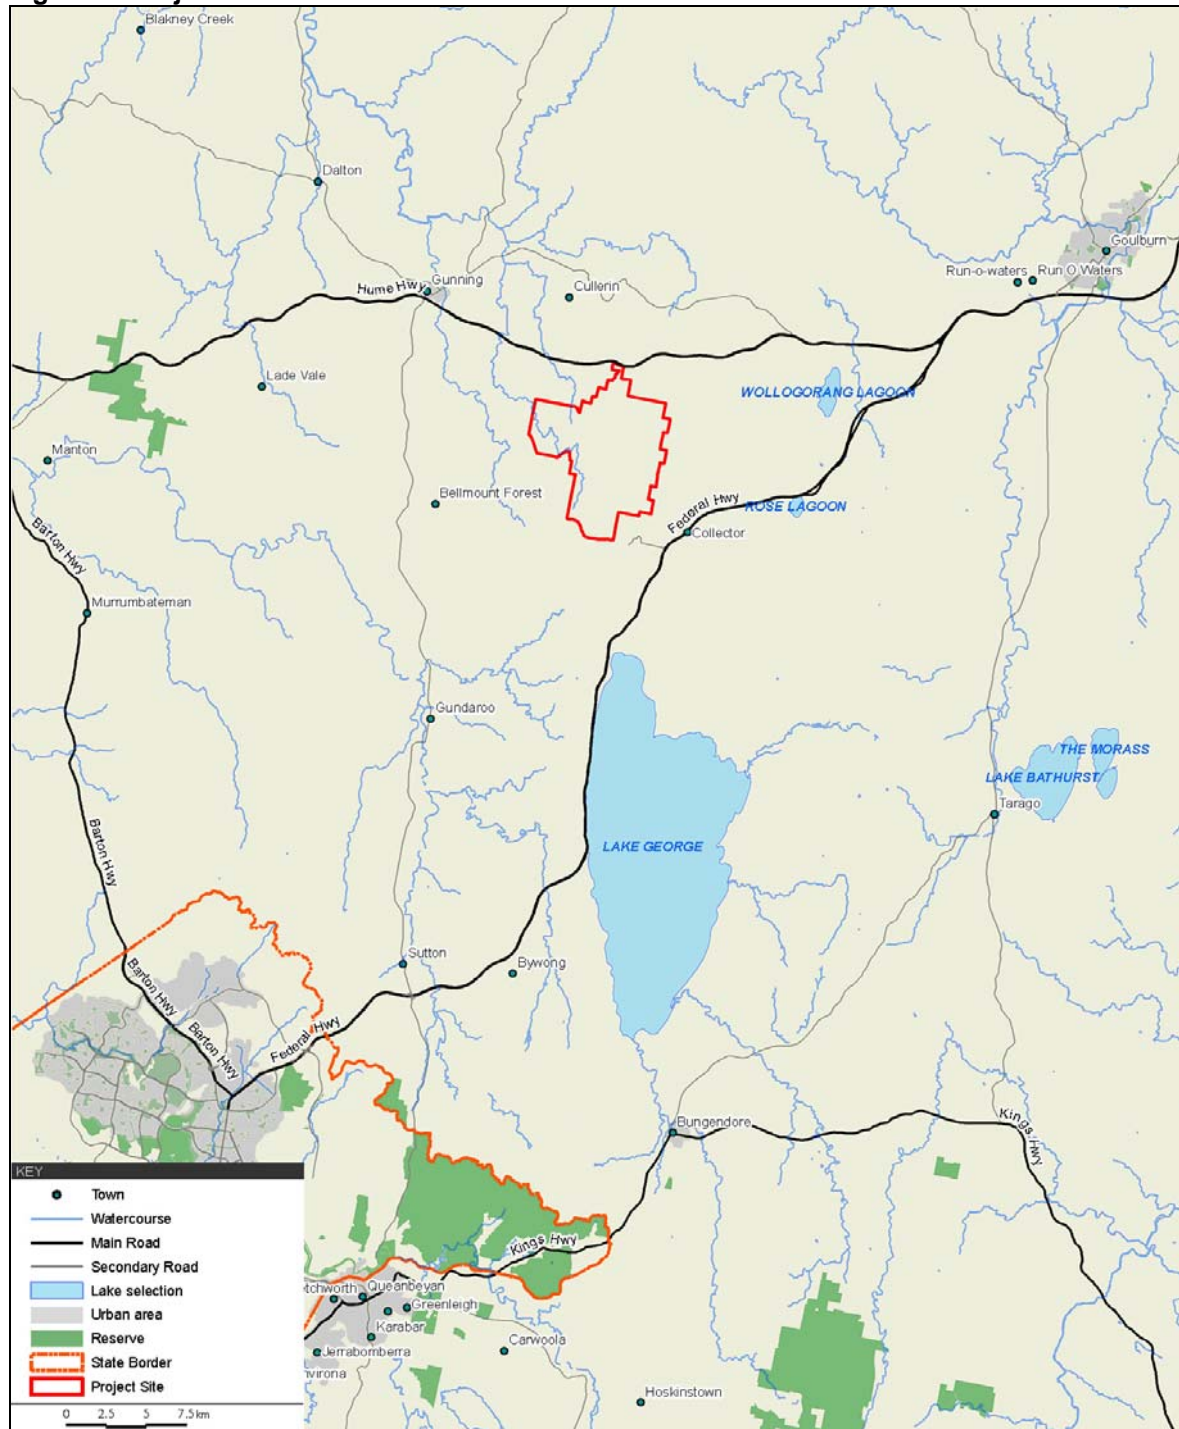 Blakney Creek
Dalton
Goulburn
Run-o-waters
Run O Waters
Hume Hwy
Gunning
Cullerin
Lade Vale
WOLLOGORANG LAGOON
Manton
Bellmount Forest
Federal Hwy
ROSE LAGOON
Collector
Barton Hwy
Murrumbateman
Gundaroo
THE MORASS
LAKE BATHURST
Tarago
Barton Hwy
LAKE GEORGE
Sutton
Bywong
Barton Hwy
Barton Hwy
Federal Hwy
Bungendore
Kings Hwy
KEY
Town
Watercourse
Main Road
Secondary Road
Lake selection
Urban area
Reserve
State Border
Project Site
0 2.5 5 7.5 km
Kings Hwy
Queanbeyan
Greenleigh
Karabar
Jerrabomberra
Carwoola
Hoskinstown